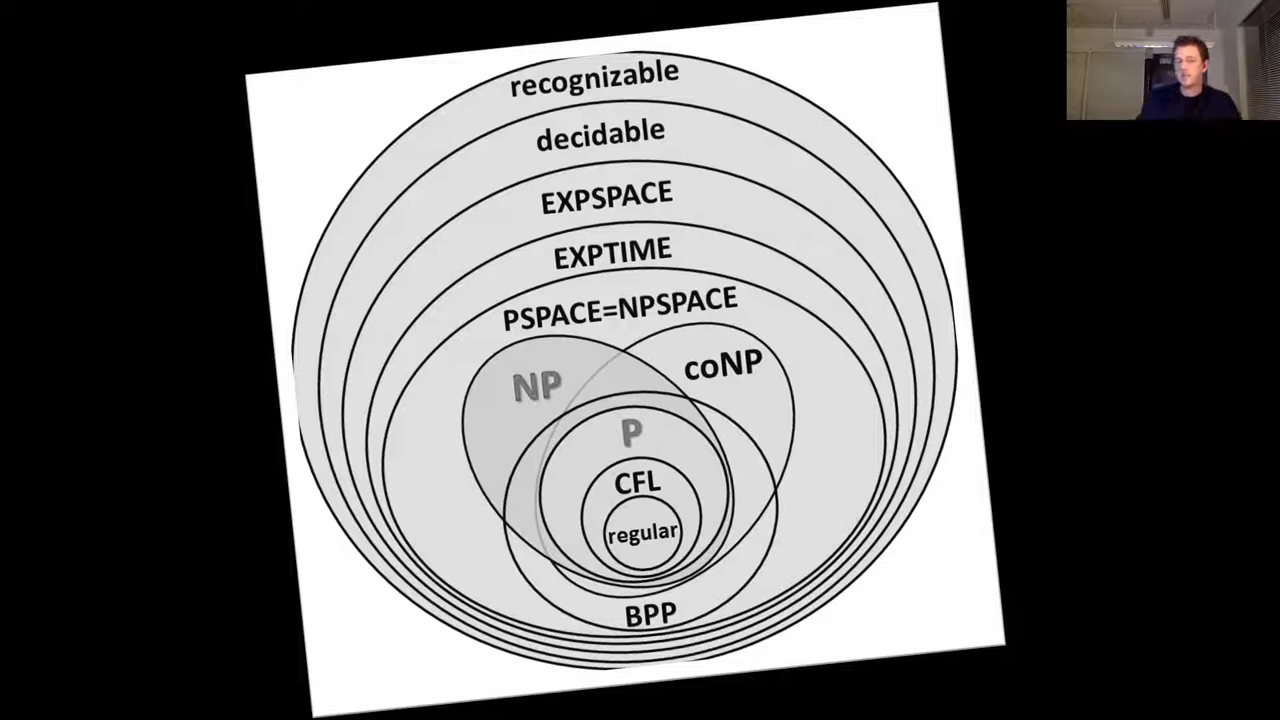 recognizable
decidable
EXPSPACE
EXPTIME
PSPACE=NPSPACE
NP
coNP
P
CFL
regular
BPP